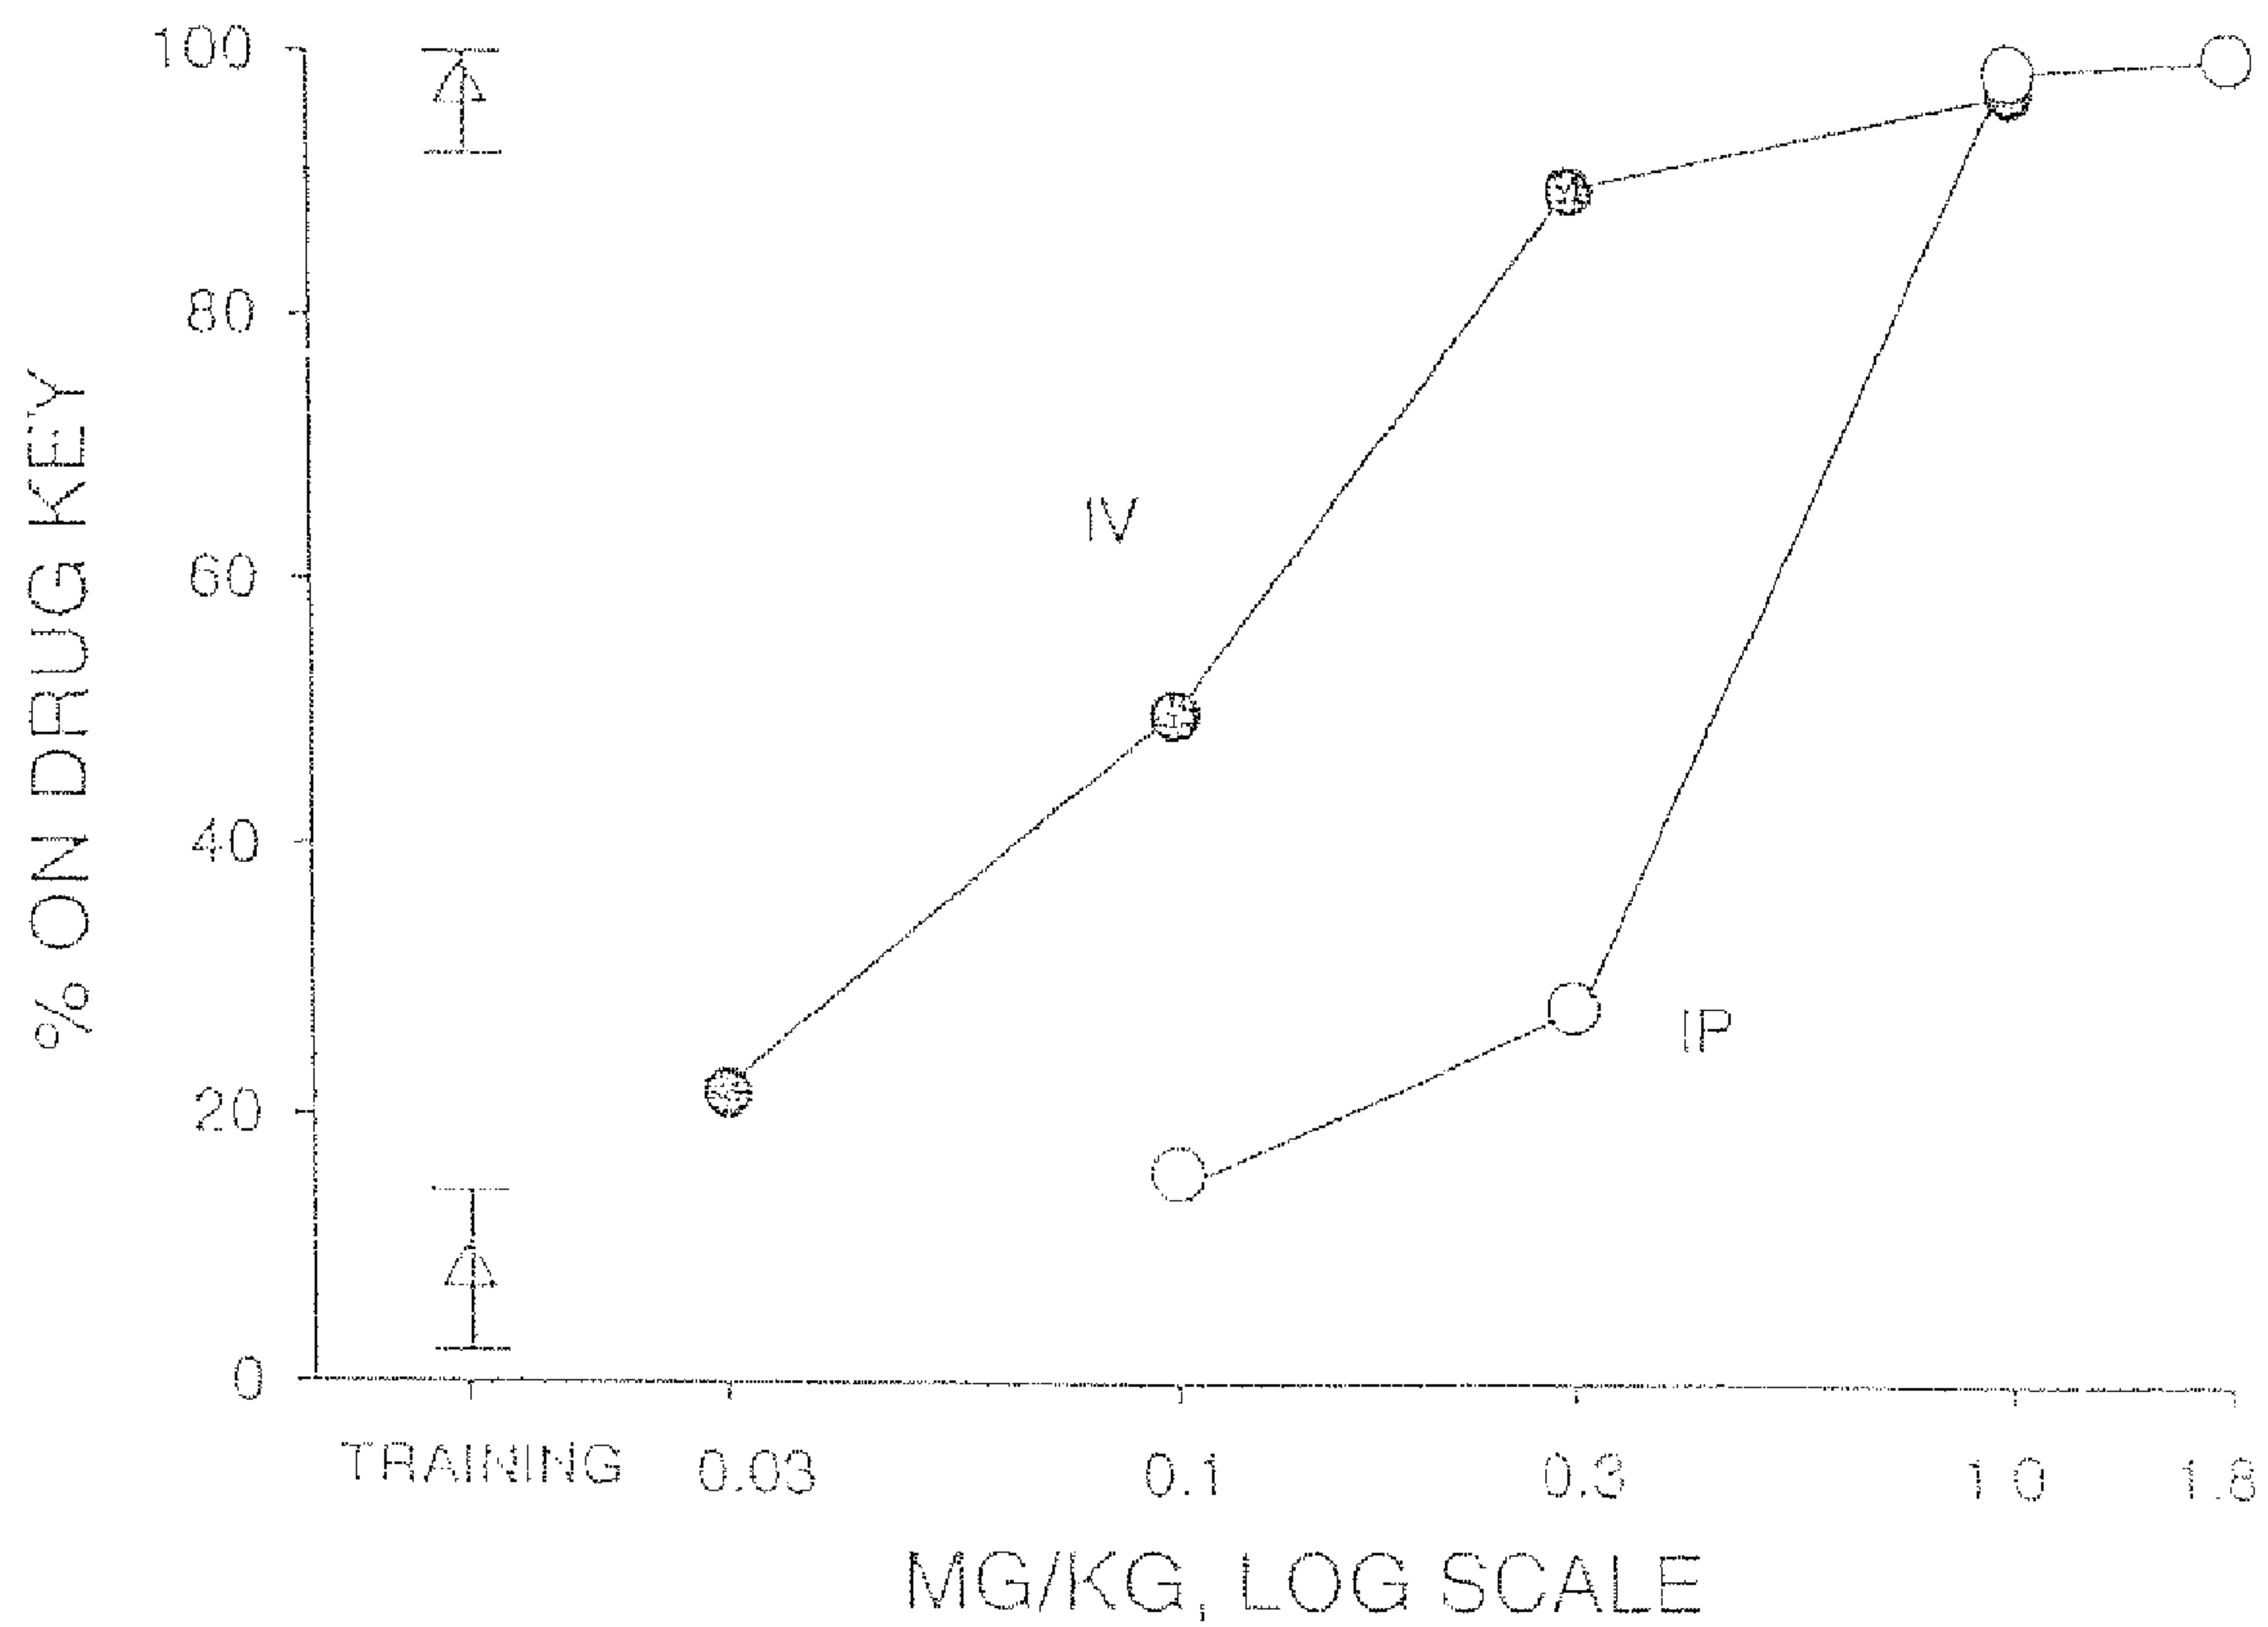 100
80
60
40
20
0
% ON DRUG KEY
IV
IP
TRAINING 0.03 0.1 0.3 1.0 1.8
MG/KG, LOG SCALE